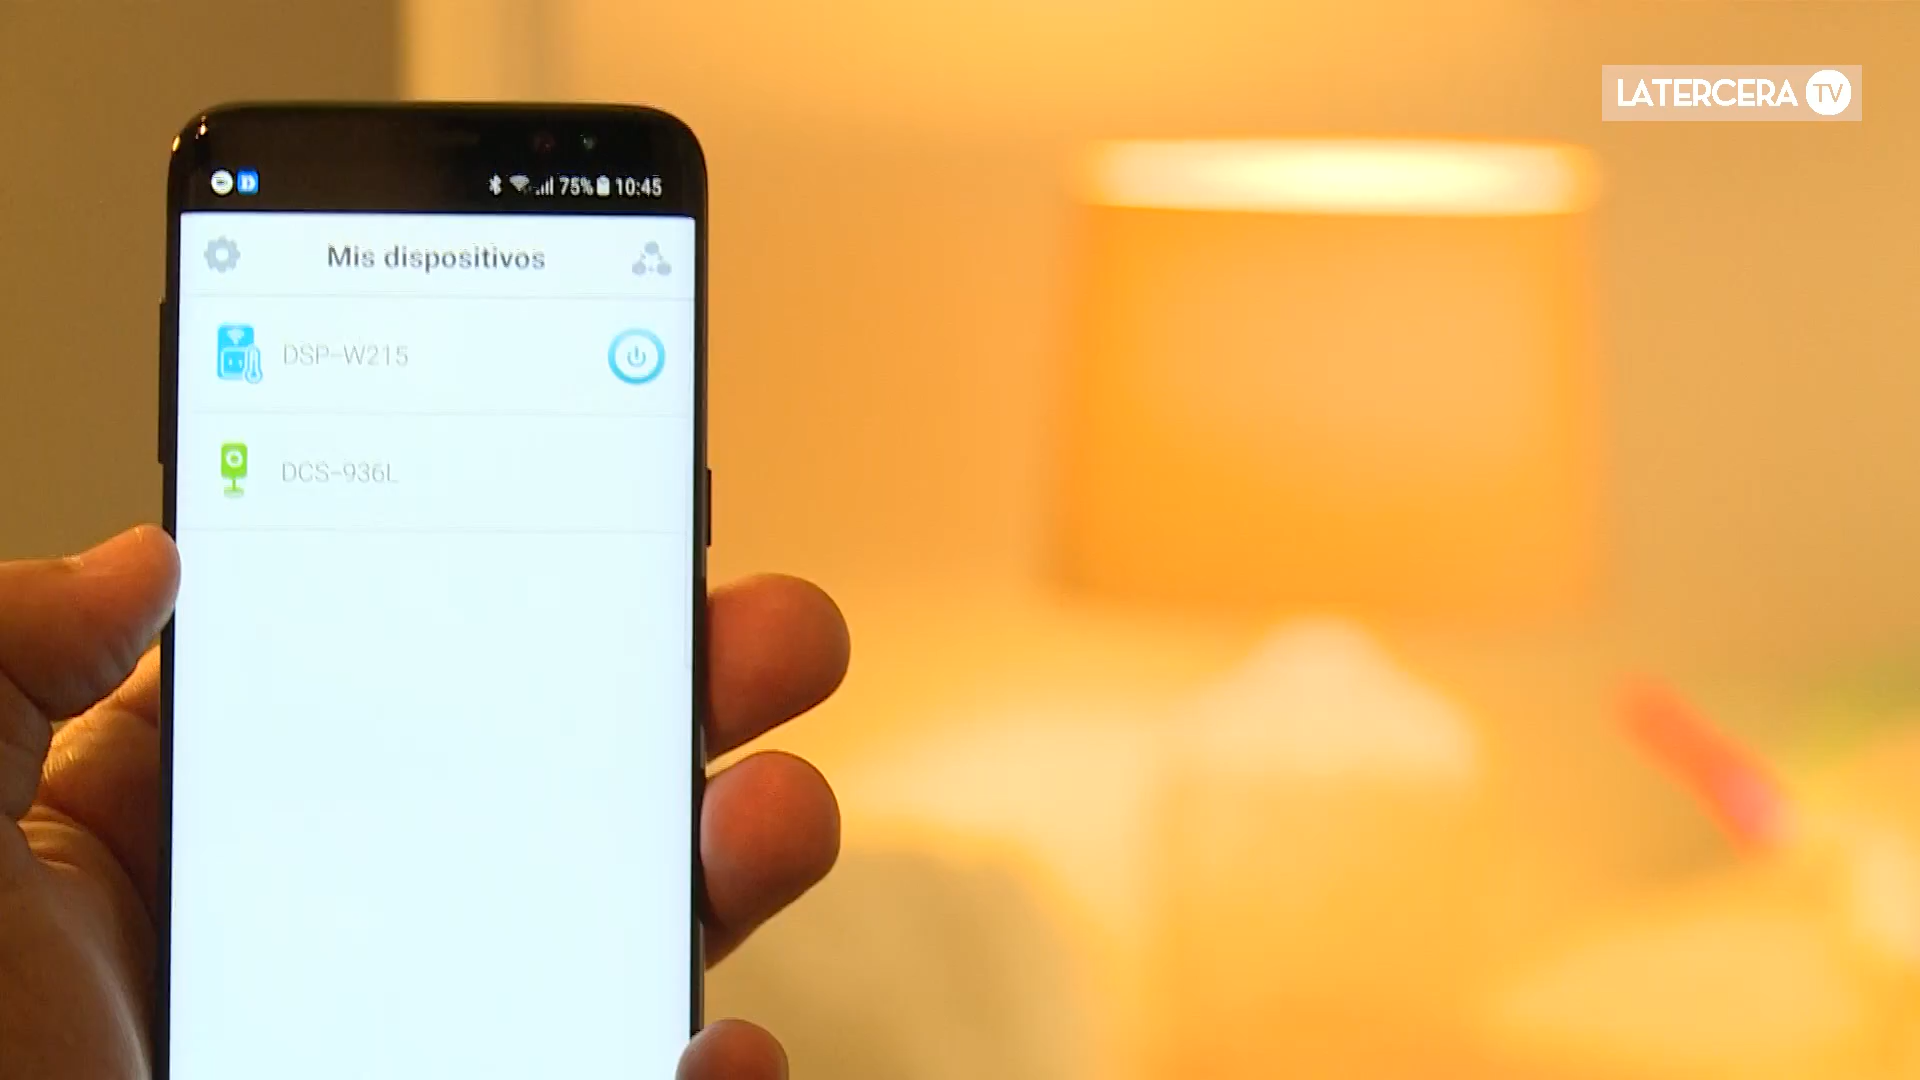 LATERCERA TV
75% 10:45
Mis dispositivos
DSP-W215
DCS-936L